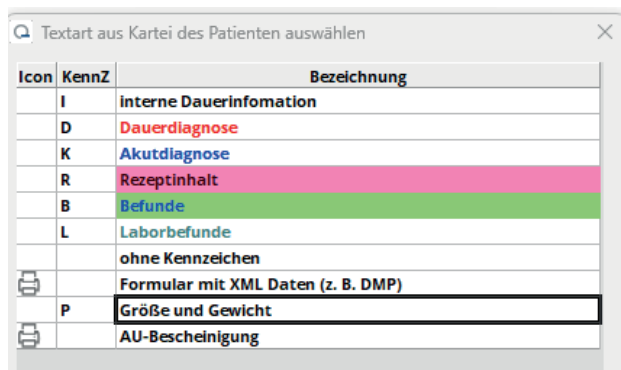 Textart aus Kartei des Patienten auswählen
Icon KennZ Bezeichnung
I interne Dauerinfomation
D Dauerdiagnose
K Akutdiagnose
R Rezeptinhalt
B Befunde
L Laborbefunde
ohne Kennzeichen
Formular mit XML Daten (z. B. DMP)
P Größe und Gewicht
AU-Bescheinigung